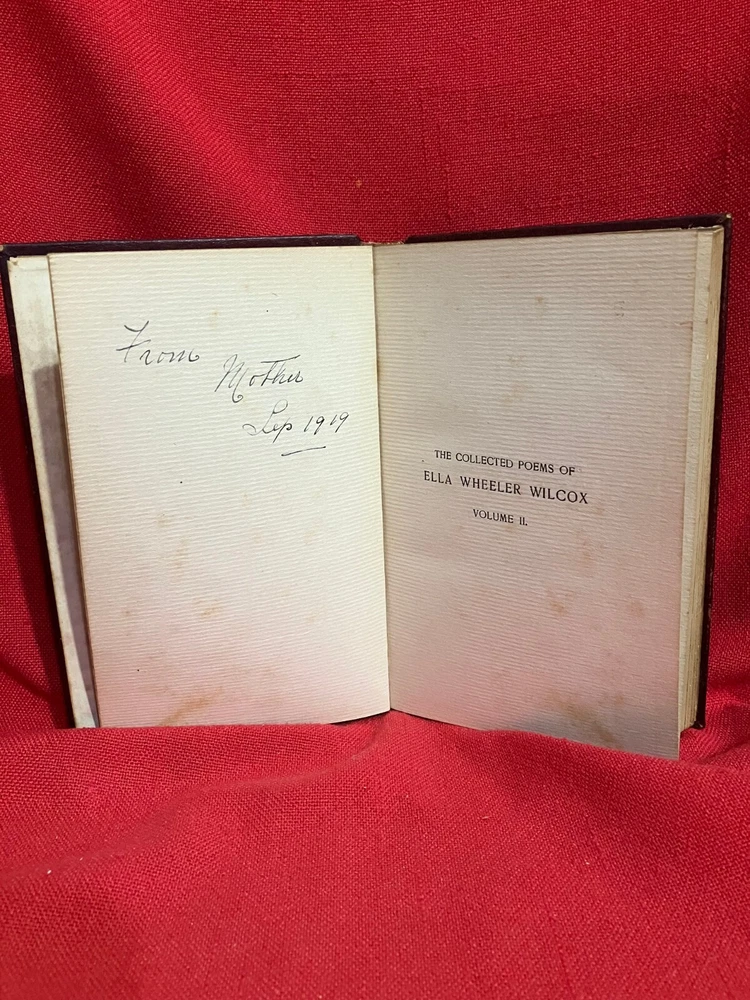 From
Mother
Sep 1919
THE COLLECTED POEMS OF
ELLA WHEELER WILCOX
VOLUME II.